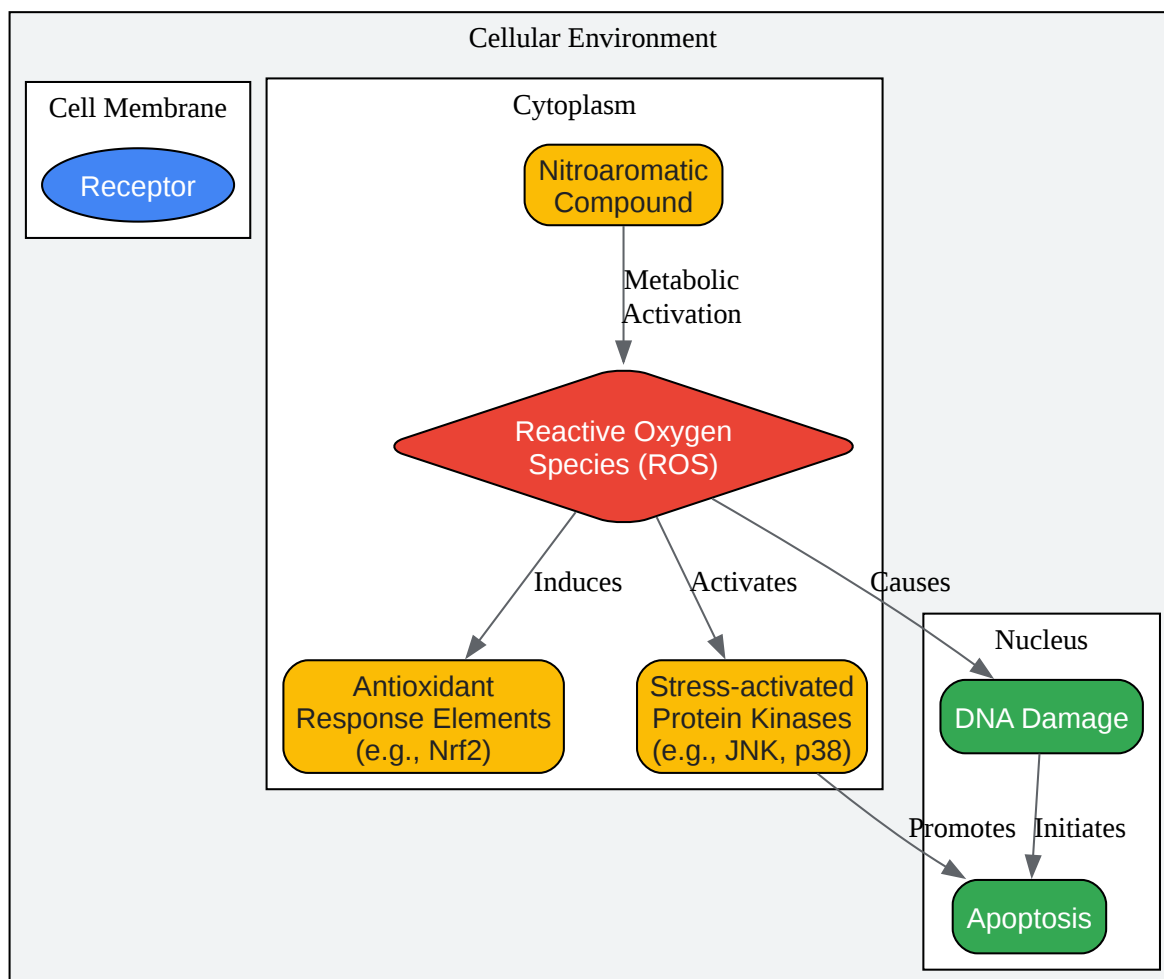 Cellular Environment
Cell Membrane
Receptor
Cytoplasm
Nitroaromatic
Compound
Metabolic
Activation
Reactive Oxygen
Species (ROS)
Induces
Activates
Causes
Antioxidant
Response Elements
(e.g., Nrf2)
Stress-activated
Protein Kinases
(e.g., JNK, p38)
Nucleus
DNA Damage
Promotes
Initiates
Apoptosis